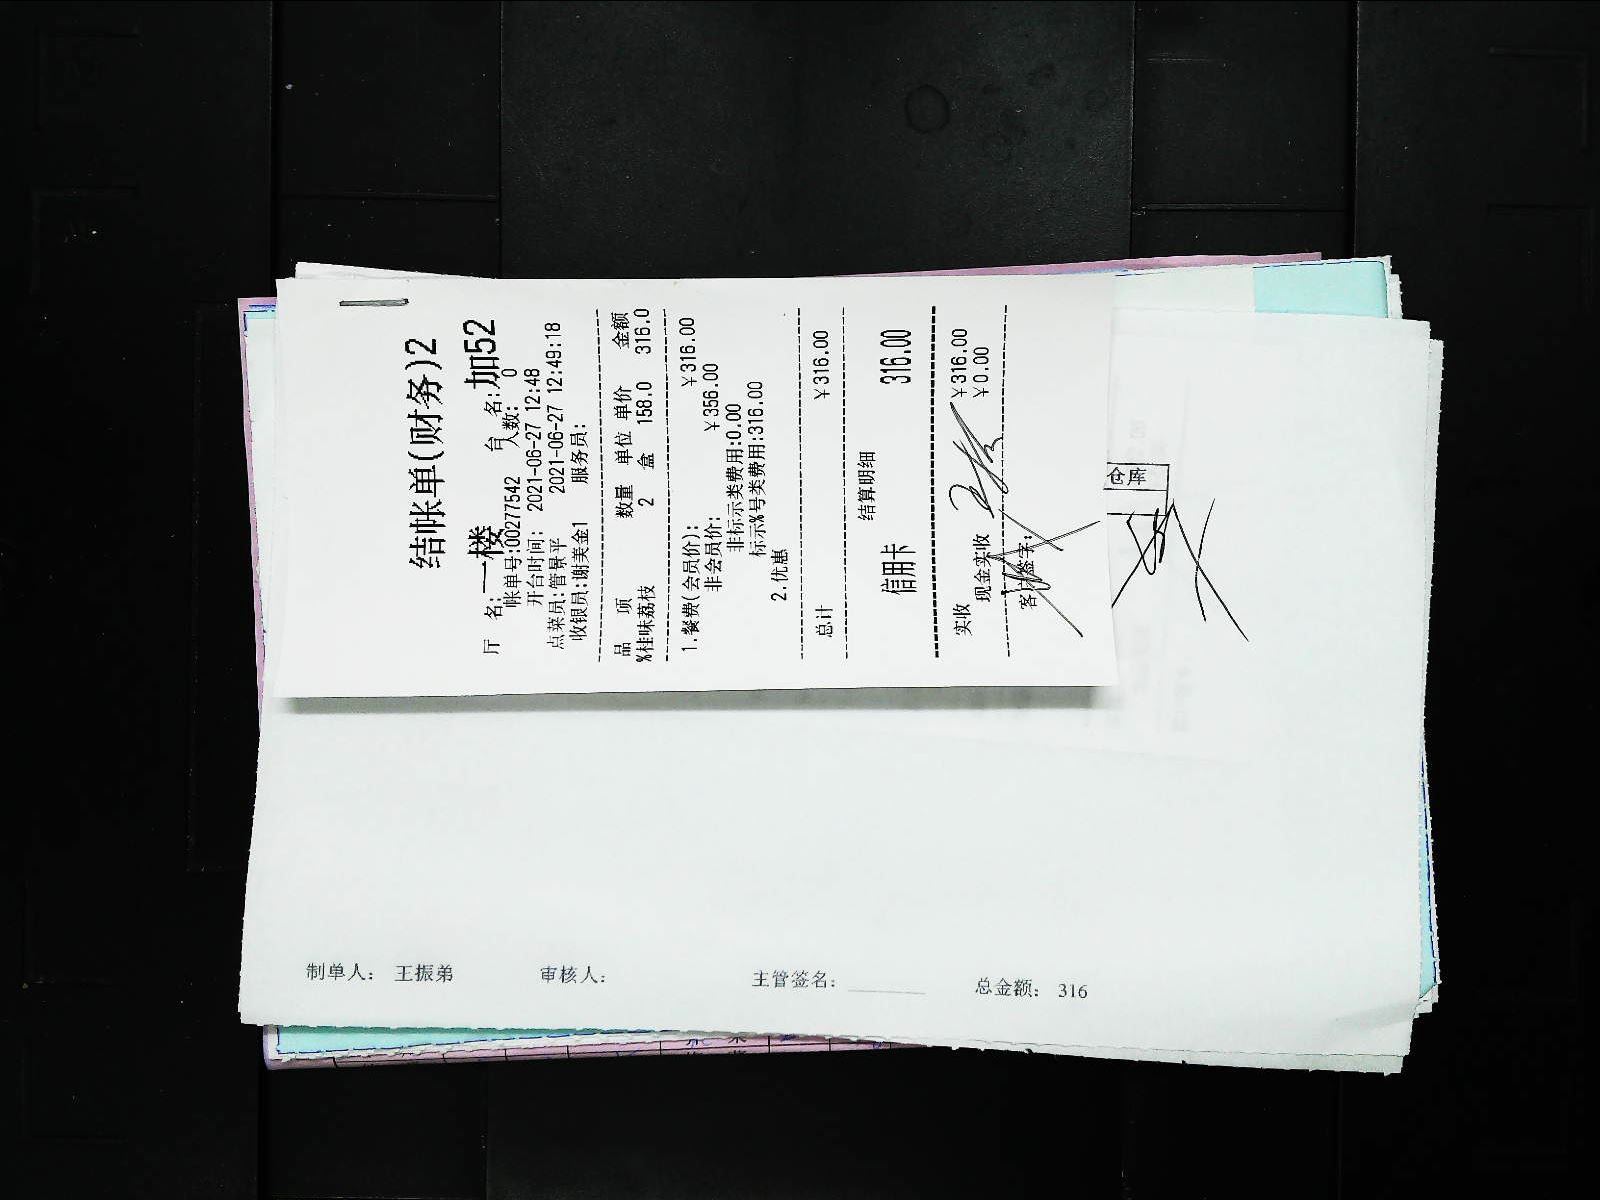 结帐单(财务)2
厅 名:一楼 台 名:加52
帐单号:00277542 人数: 0
开台时间: 2021-06-27 12:48
点菜员:管景平 2021-06-27 12:49:18
收银员:谢美金1 服务员:
品 项 数量 单位 单价 金额
%桂味荔枝 2 盒 158.0 316.0
1.餐费(会员价): ￥316.00
非会员价: ￥356.00
非标示类费用:0.00
标示%号类费用:316.00
2.优惠
总计 ￥316.00
结算明细
信用卡 316.00
实收 ￥316.00
现金实收 ￥0.00
客户签字:
仓库
制单人: 王振弟 审核人: 主管签名: 总金额: 316